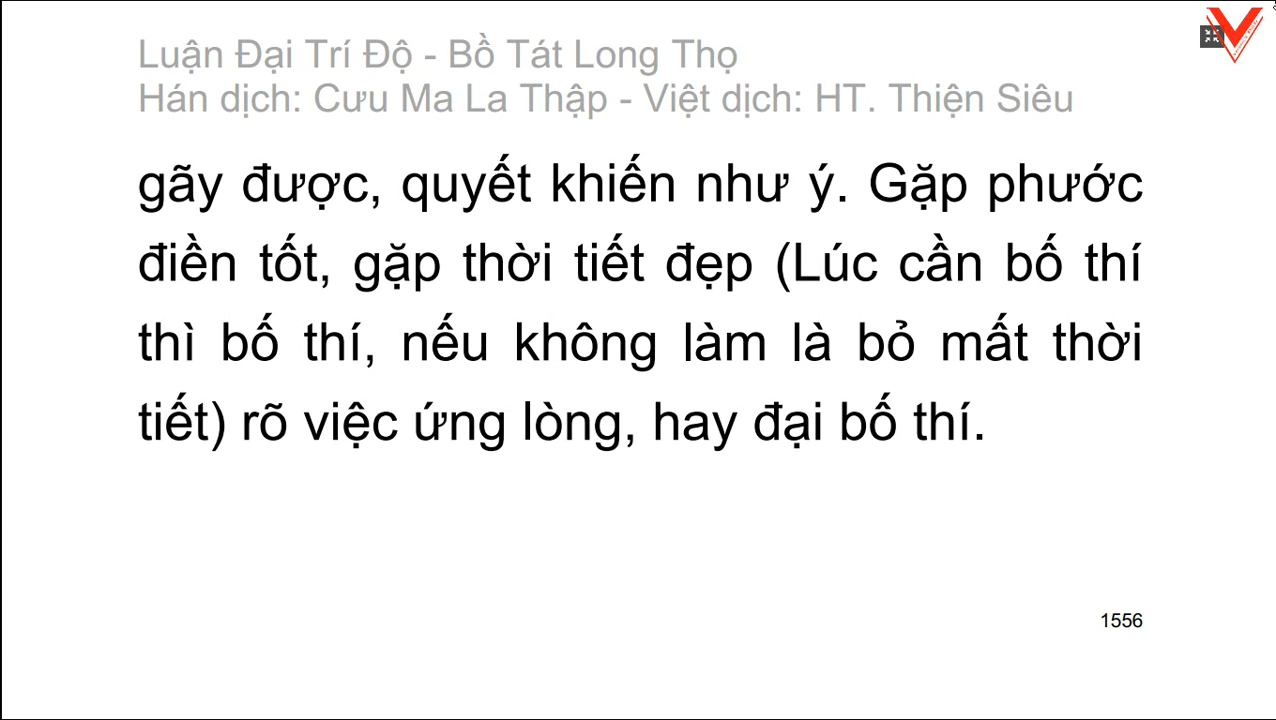 Luận Đại Trí Độ - Bồ Tát Long Thọ
Hán dịch: Cưu Ma La Thập - Việt dịch: HT. Thiện Siêu
gãy được, quyết khiến như ý. Gặp phước
điền tốt, gặp thời tiết đẹp (Lúc cần bố thí
thì bố thí, nếu không làm là bỏ mất thời
tiết) rõ việc ứng lòng, hay đại bố thí.
1556